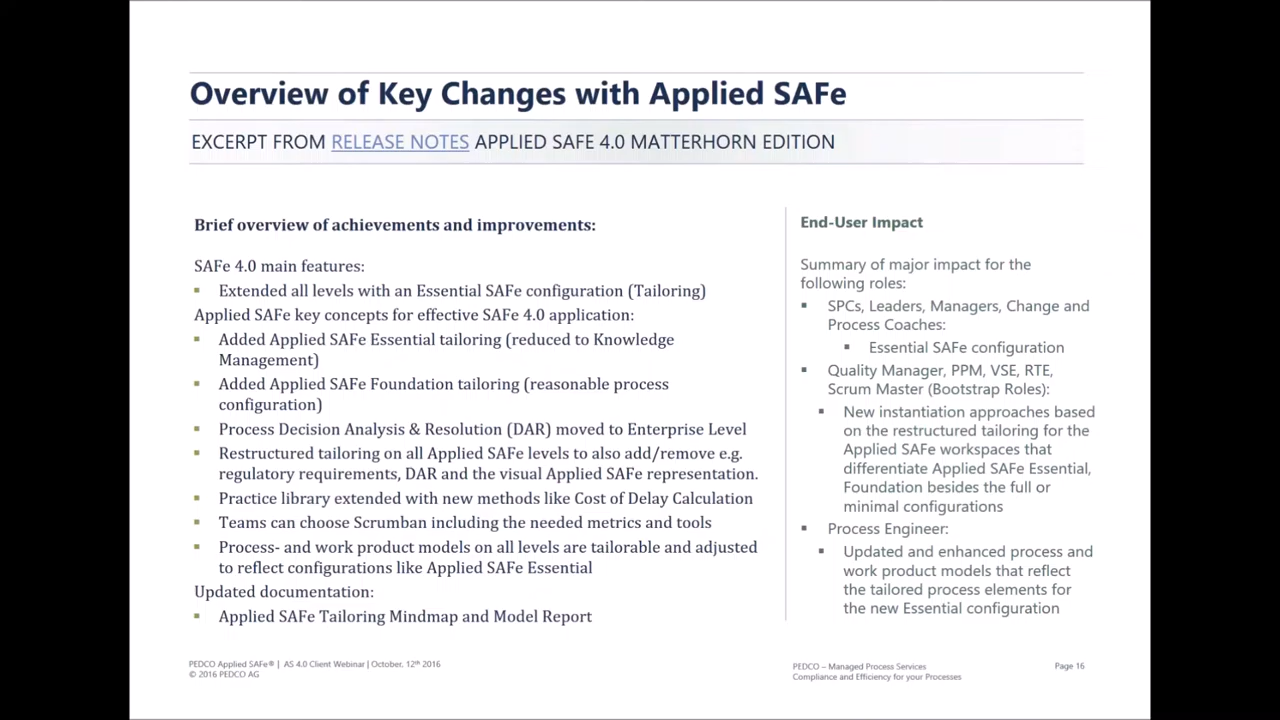 Overview of Key Changes with Applied SAFe
EXCERPT FROM RELEASE NOTES APPLIED SAFE 4.0 MATTERHORN EDITION
Brief overview of achievements and improvements:
SAFe 4.0 main features:
▪ Extended all levels with an Essential SAFe configuration (Tailoring)
Applied SAFe key concepts for effective SAFe 4.0 application:
▪ Added Applied SAFe Essential tailoring (reduced to Knowledge
Management)
▪ Added Applied SAFe Foundation tailoring (reasonable process
configuration)
▪ Process Decision Analysis & Resolution (DAR) moved to Enterprise Level
▪ Restructured tailoring on all Applied SAFe levels to also add/remove e.g.
regulatory requirements, DAR and the visual Applied SAFe representation.
▪ Practice library extended with new methods like Cost of Delay Calculation
▪ Teams can choose Scrumban including the needed metrics and tools
▪ Process- and work product models on all levels are tailorable and adjusted
to reflect configurations like Applied SAFe Essential
Updated documentation:
▪ Applied SAFe Tailoring Mindmap and Model Report
End-User Impact
Summary of major impact for the
following roles:
▪ SPCs, Leaders, Managers, Change and
Process Coaches:
▪ Essential SAFe configuration
▪ Quality Manager, PPM, VSE, RTE,
Scrum Master (Bootstrap Roles):
▪ New instantiation approaches based
on the restructured tailoring for the
Applied SAFe workspaces that
differentiate Applied SAFe Essential,
Foundation besides the full or
minimal configurations
▪ Process Engineer:
▪ Updated and enhanced process and
work product models that reflect
the tailored process elements for
the new Essential configuration
PEDCO Applied SAFe® | AS 4.0 Client Webinar | October, 12th 2016
© 2016 PEDCO AG
PEDCO – Managed Process Services
Compliance and Efficiency for your Processes
Page 16